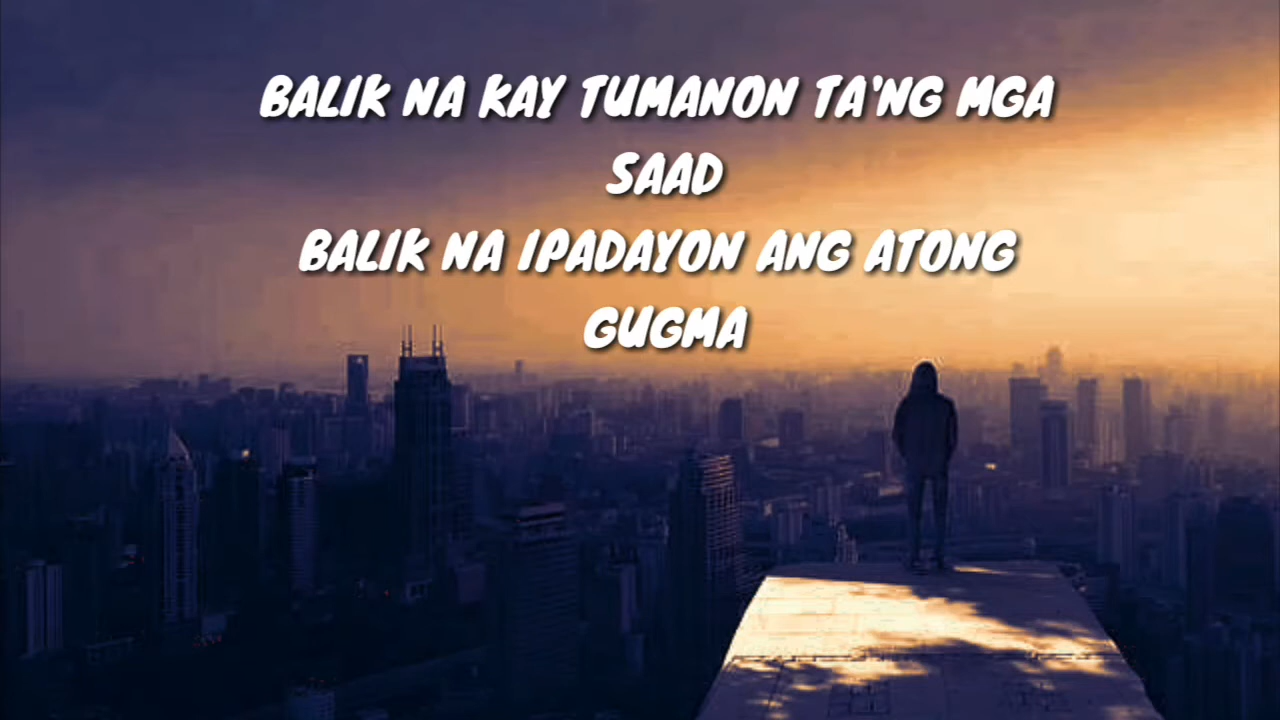 BALIK NA KAY TUMANON TA'NG MGA
SAAD
BALIK NA IPADAYON ANG ATONG
GUGMA